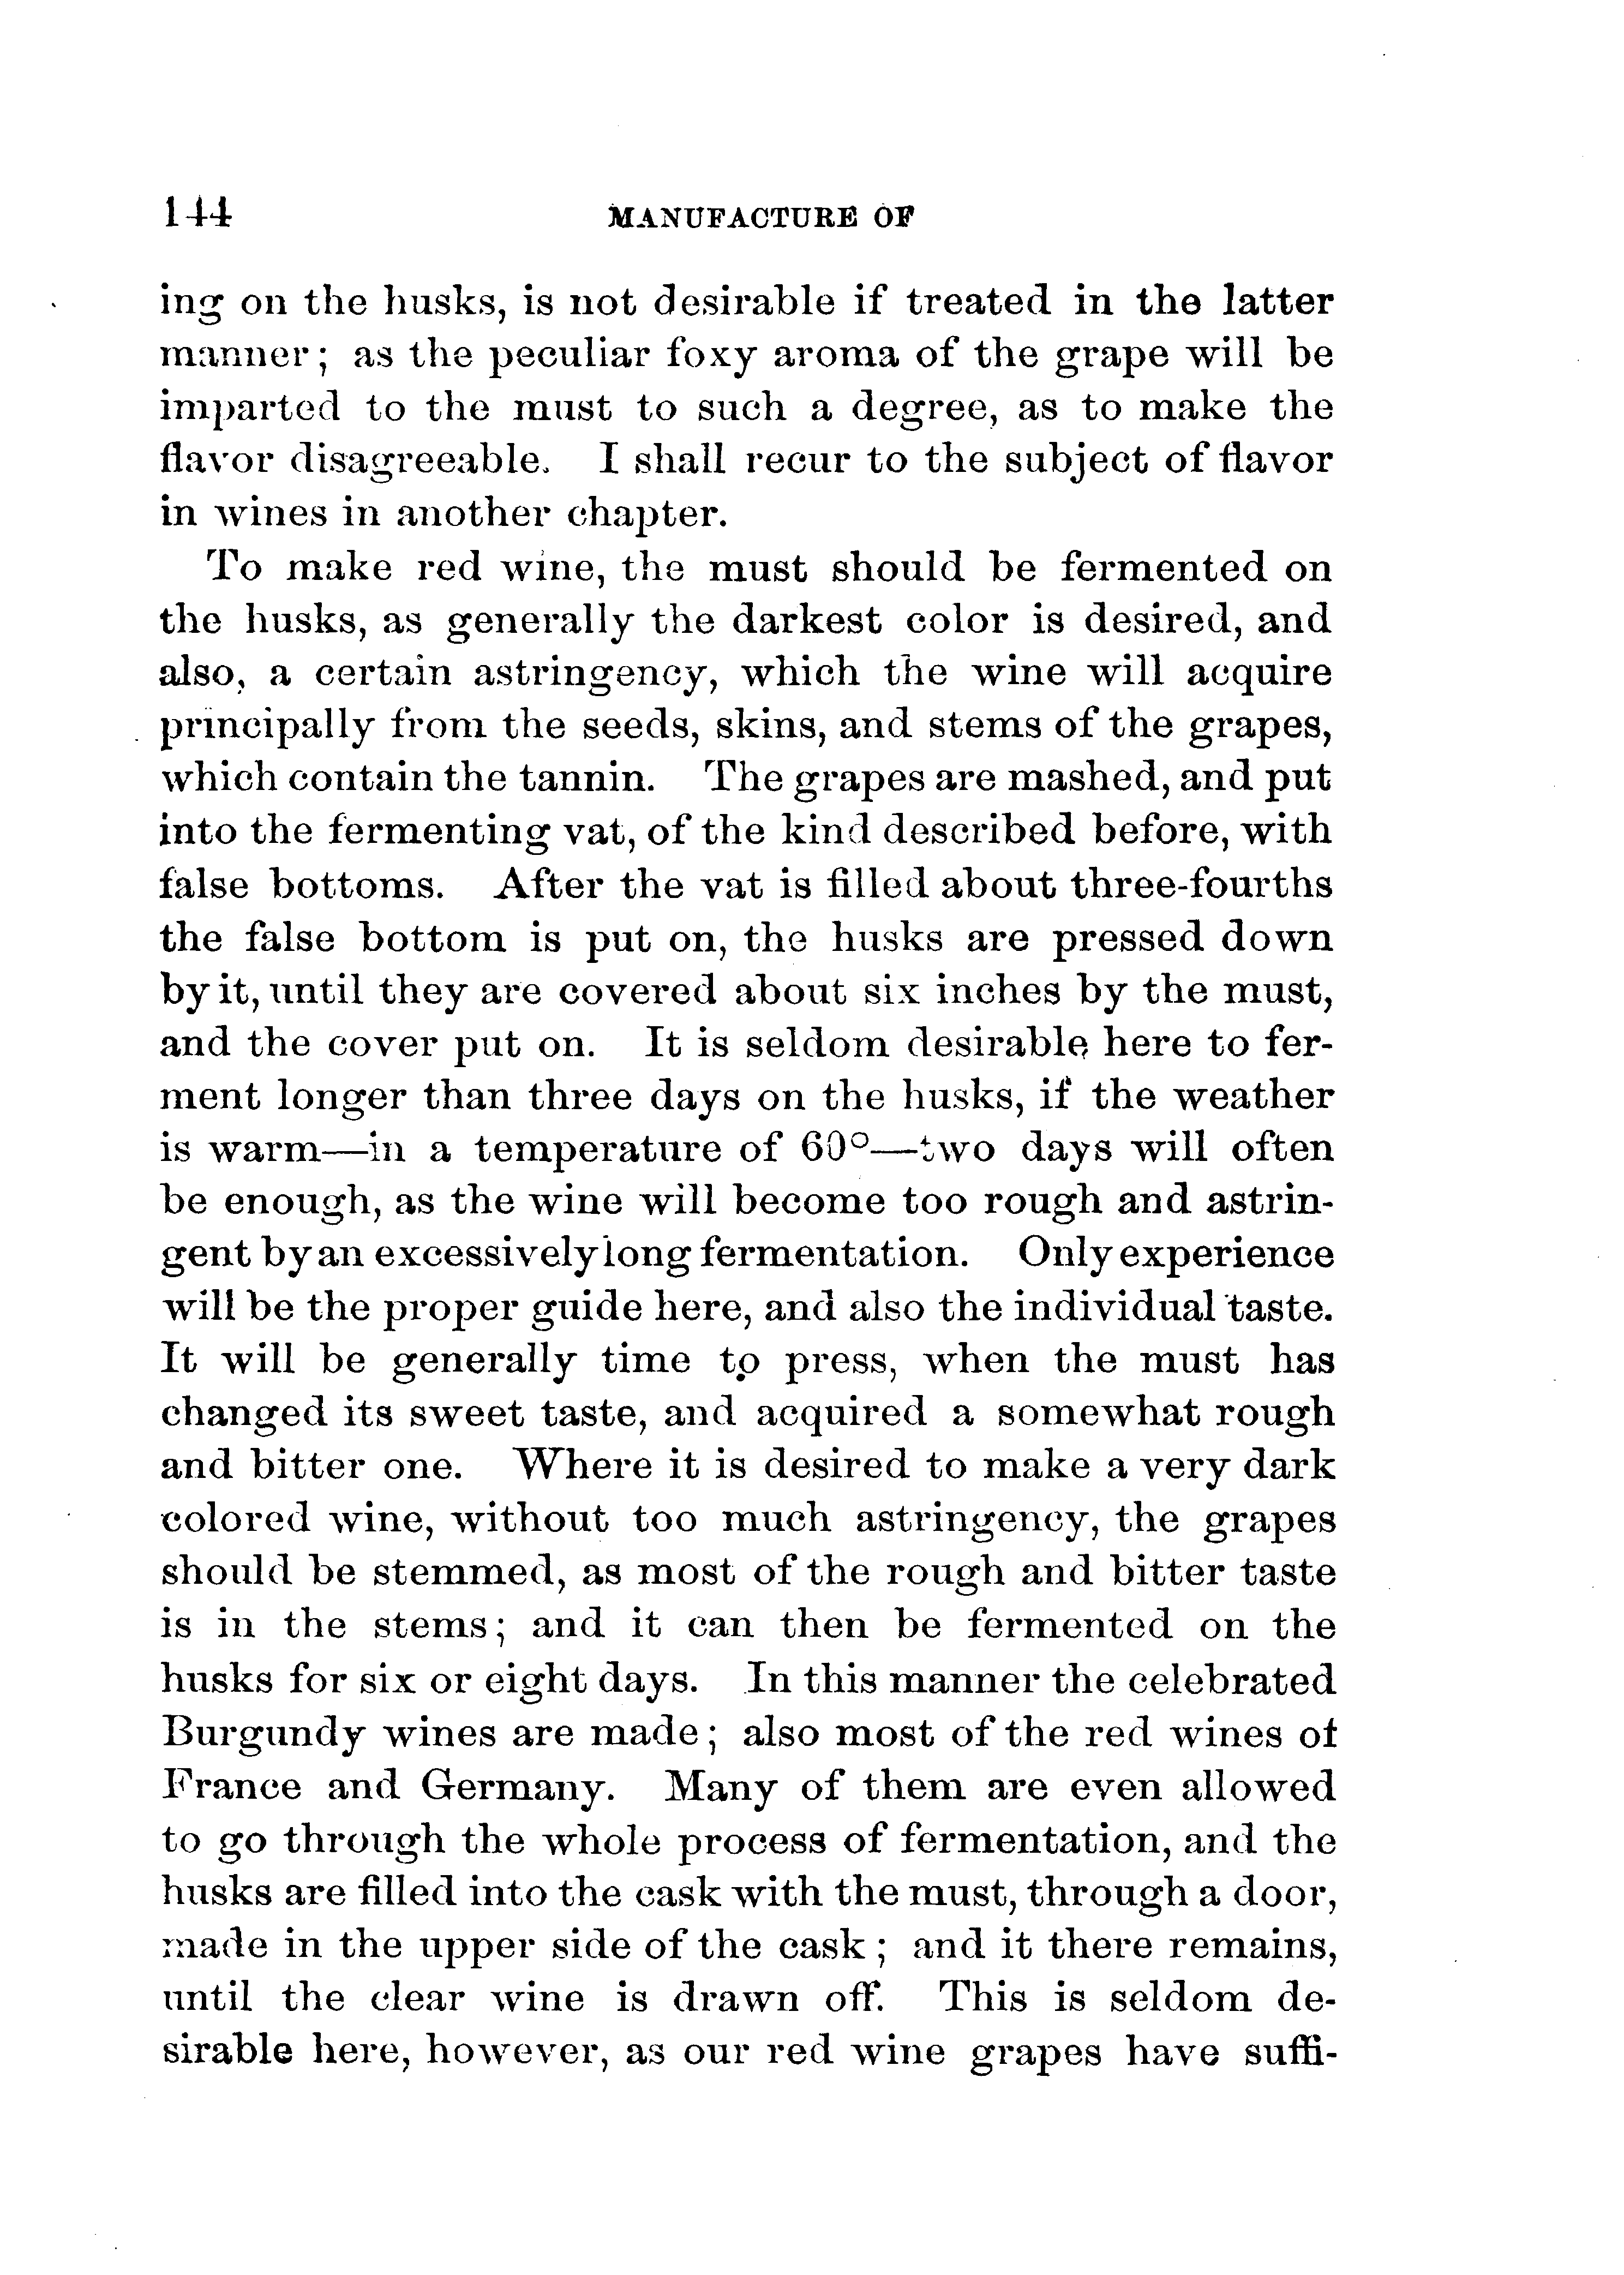 144 MANUFACTURE OF
ing on the husks, is not desirable if treated in the latter
manner; as the peculiar foxy aroma of the grape will be
imparted to the must to such a degree, as to make the
flavor disagreeable. I shall recur to the subject of flavor
in wines in another chapter.
To make red wine, the must should be fermented on
the husks, as generally the darkest color is desired, and
also, a certain astringency, which the wine will acquire
principally from the seeds, skins, and stems of the grapes,
which contain the tannin. The grapes are mashed, and put
into the fermenting vat, of the kind described before, with
false bottoms. After the vat is filled about three-fourths
the false bottom is put on, the husks are pressed down
by it, until they are covered about six inches by the must,
and the cover put on. It is seldom desirable here to fer-
ment longer than three days on the husks, if the weather
is warm—in a temperature of 60°—two days will often
be enough, as the wine will become too rough and astrin-
gent by an excessively long fermentation. Only experience
will be the proper guide here, and also the individual taste.
It will be generally time to press, when the must has
changed its sweet taste, and acquired a somewhat rough
and bitter one. Where it is desired to make a very dark
colored wine, without too much astringency, the grapes
should be stemmed, as most of the rough and bitter taste
is in the stems; and it can then be fermented on the
husks for six or eight days. In this manner the celebrated
Burgundy wines are made; also most of the red wines of
France and Germany. Many of them are even allowed
to go through the whole process of fermentation, and the
husks are filled into the cask with the must, through a door,
made in the upper side of the cask; and it there remains,
until the clear wine is drawn off. This is seldom de-
sirable here, however, as our red wine grapes have suffi-